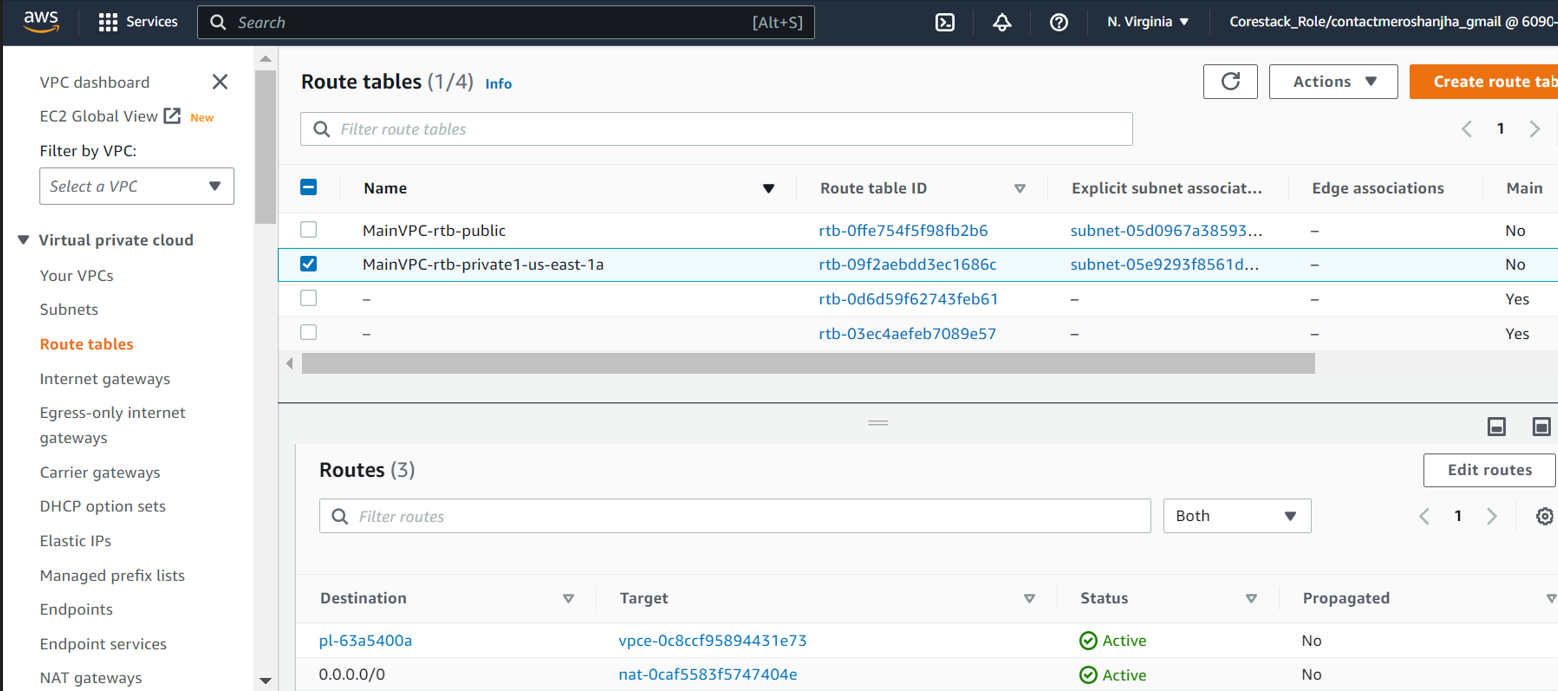 aws Services Search [Alt+S] N. Virginia Corestack_Role/contactmeroshanjha_gmail @ 6090-
VPC dashboard
EC2 Global View New
Filter by VPC:
Select a VPC
Virtual private cloud
Your VPCs
Subnets
Route tables
Internet gateways
Egress-only internet
gateways
Carrier gateways
DHCP option sets
Elastic IPs
Managed prefix lists
Endpoints
Endpoint services
NAT gateways
Route tables (1/4) Info
Actions
Create route tab
Filter route tables
1
Name Route table ID Explicit subnet associat... Edge associations Main
MainVPC-rtb-public rtb-0ffe754f5f98fb2b6 subnet-05d0967a38593... – No
MainVPC-rtb-private1-us-east-1a rtb-09f2aebdd3ec1686c subnet-05e9293f8561d... – No
– rtb-0d6d59f62743feb61 – – Yes
– rtb-03ec4aefeb7089e57 – – Yes
Routes (3)
Edit routes
Filter routes Both 1
Destination Target Status Propagated
pl-63a5400a vpce-0c8ccf95894431e73 Active No
0.0.0.0/0 nat-0caf5583f5747404e Active No